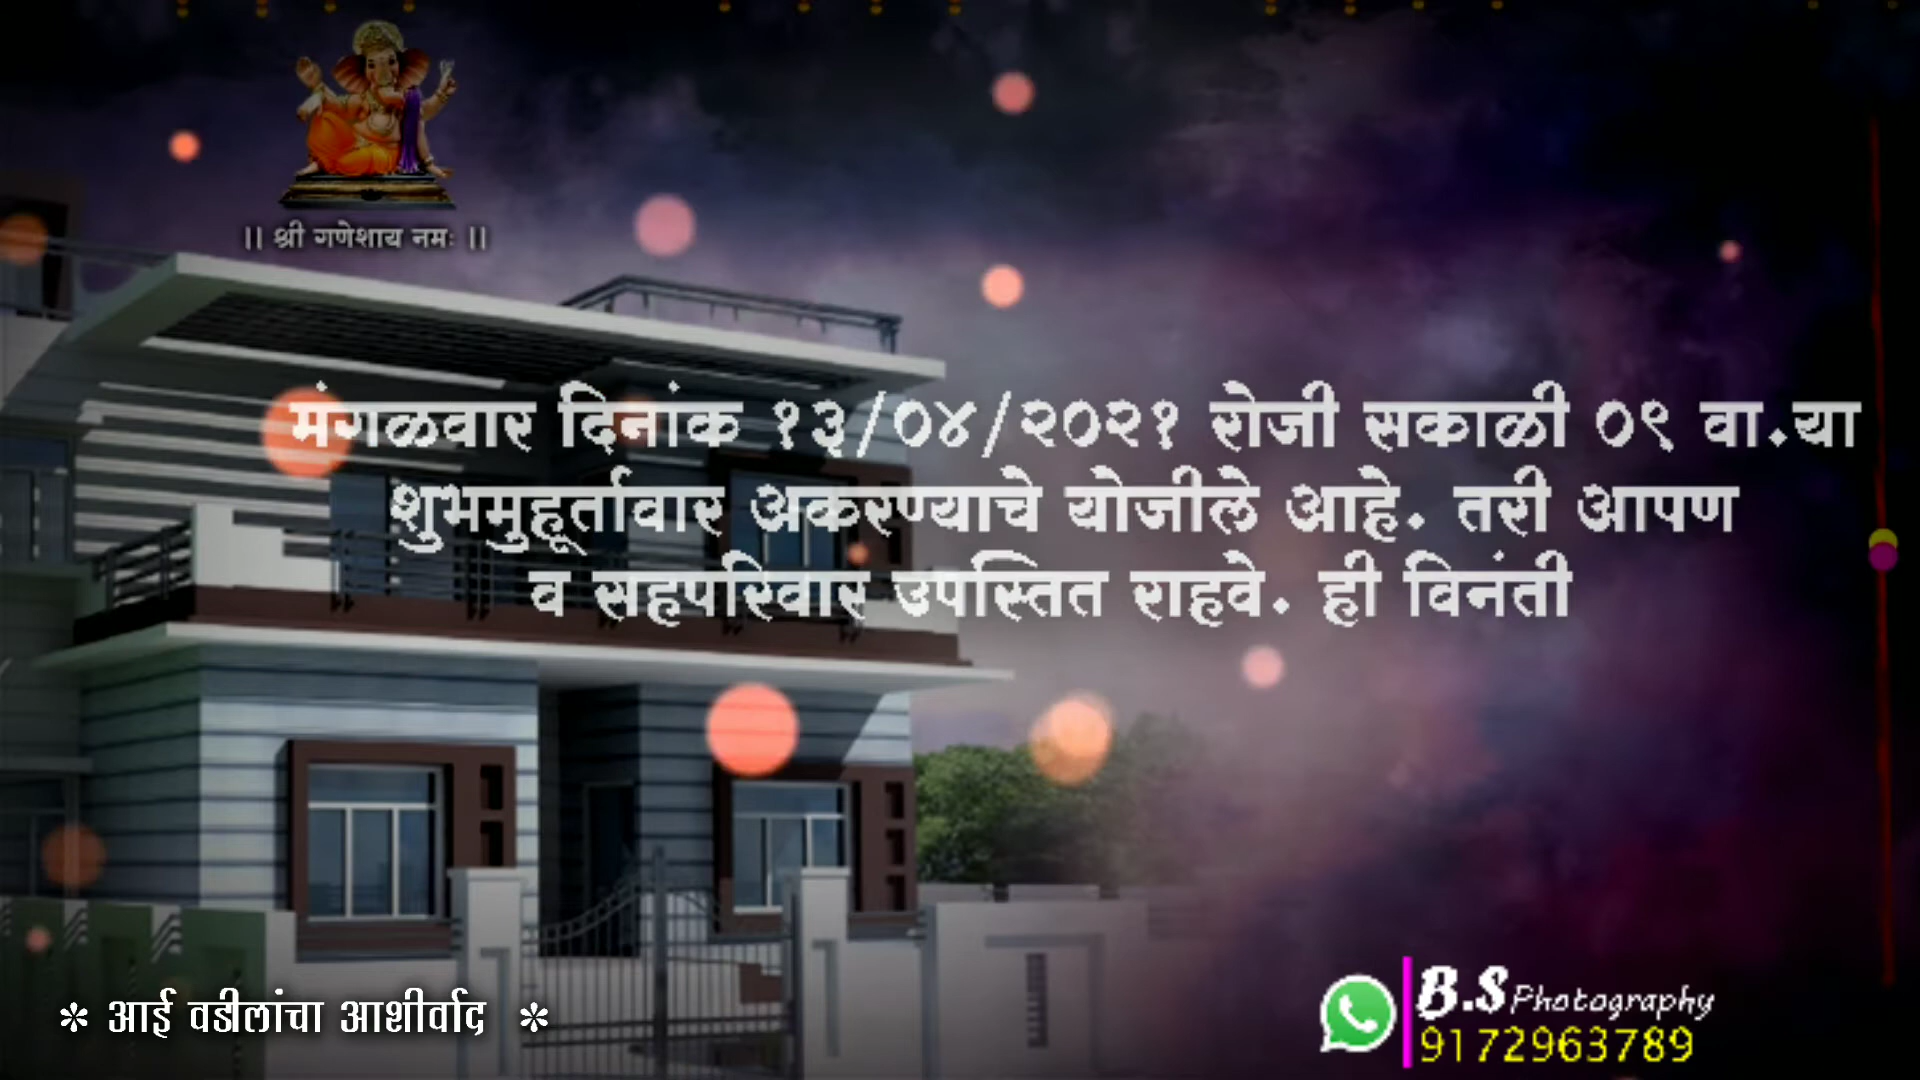 || श्री गणेशाय नमः ||
मंगळवार दिनांक १३/०४/२०२१ रोजी सकाळी ०९ वा.या
शुभमुहूर्तावार अकरण्याचे योजीले आहे. तरी आपण
व सहपरिवार उपस्तित राहवे. ही विनंती
* आई वडीलांचा आशीर्वाद *
B.S Photography
9172963789